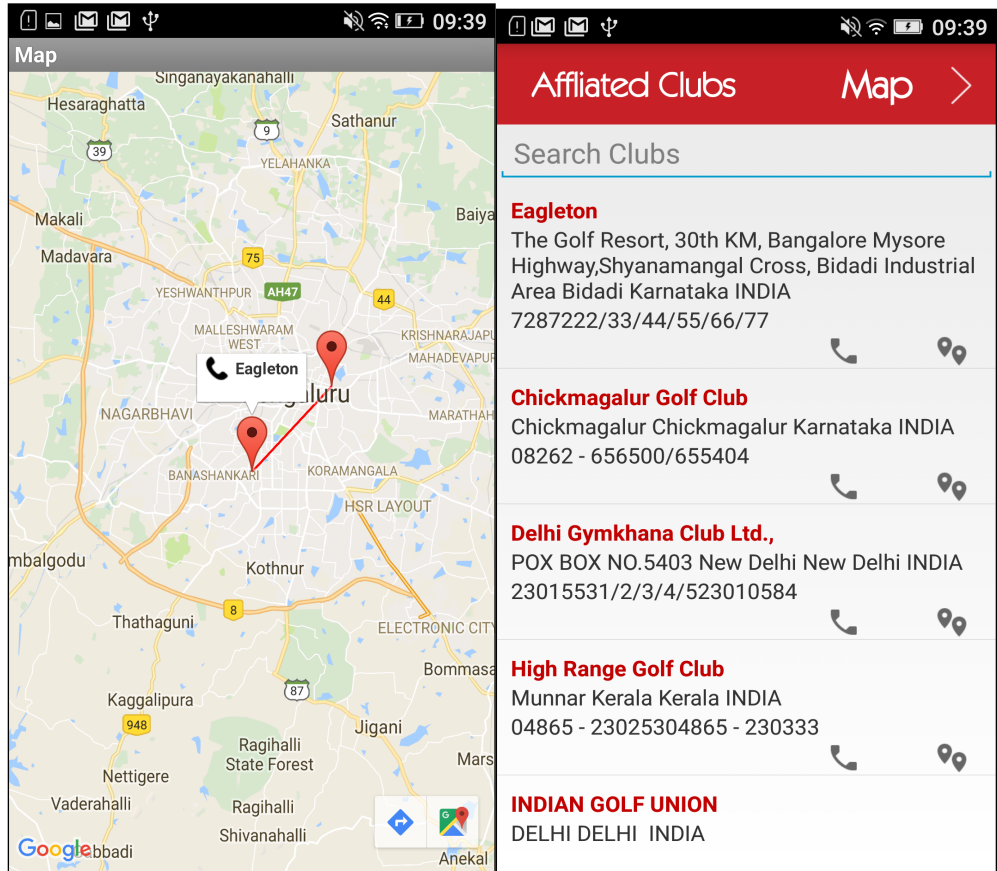 09:39
Map
Singanayakanahalli
Hesaraghatta
Sathanur
9
39
YELAHANKA
Makali
Baiya
Madavara
75
YESHWANTHPUR
AH47
44
MALLESHWARAM
WEST
KRISHNARAJAPU
MAHADEVAPUR
Eagleton
galuru
NAGARBHAVI
MARATHAH
BANASHANKARI
KORAMANGALA
HSR LAYOUT
mbalgodu
Kothnur
8
Thathaguni
ELECTRONIC CITY
Bommasa
87
Kaggalipura
948
Jigani
Ragihalli
State Forest
Mars
Nettigere
Vaderahalli
Ragihalli
Shivanahalli
Google
abbadi
Anekal
09:39
Affliated Clubs Map
Search Clubs
Eagleton
The Golf Resort, 30th KM, Bangalore Mysore
Highway,Shyanamangal Cross, Bidadi Industrial
Area Bidadi Karnataka INDIA
7287222/33/44/55/66/77
Chickmagalur Golf Club
Chickmagalur Chickmagalur Karnataka INDIA
08262 - 656500/655404
Delhi Gymkhana Club Ltd.,
POX BOX NO.5403 New Delhi New Delhi INDIA
23015531/2/3/4/523010584
High Range Golf Club
Munnar Kerala Kerala INDIA
04865 - 23025304865 - 230333
INDIAN GOLF UNION
DELHI DELHI  INDIA